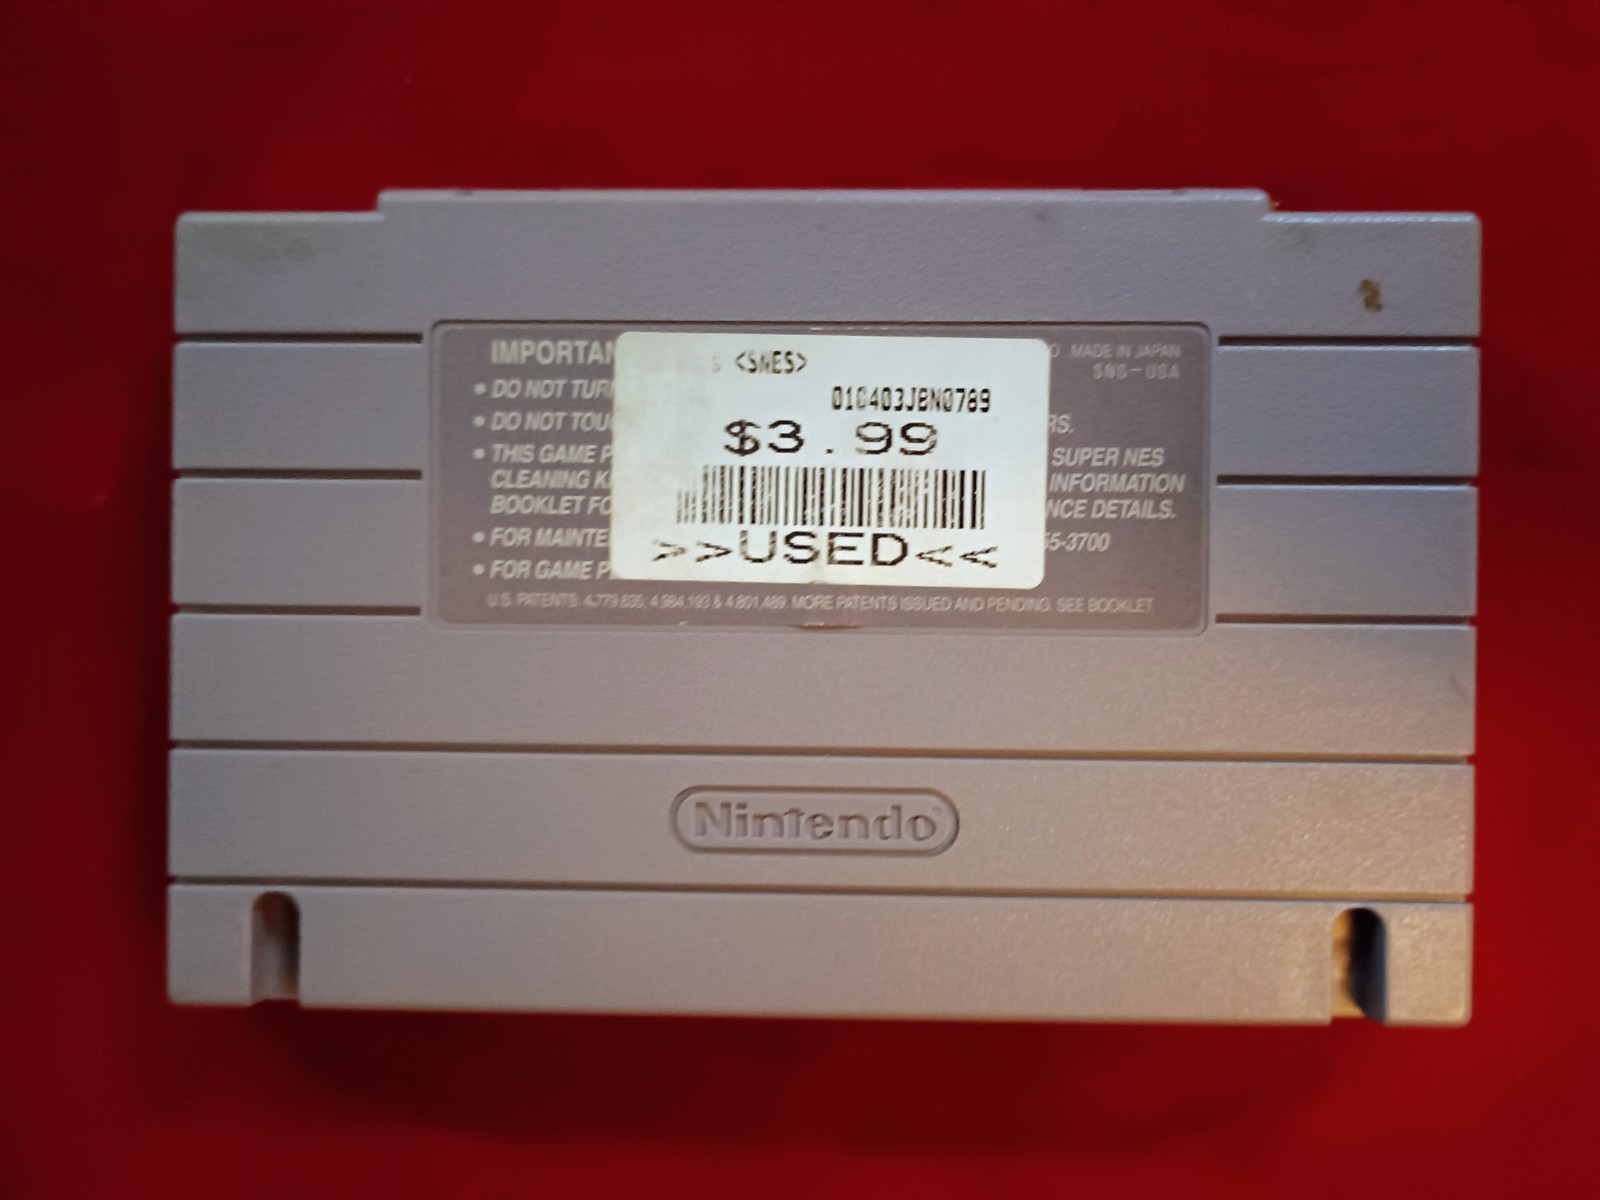 IMPORTAN
MADE IN JAPAN
SNS-USA
<SNES>
010403JBN0789
$3.99
>>USED<<
• DO NOT TURN
• DO NOT TOU
RS.
• THIS GAME P
SUPER NES
CLEANING K
INFORMATION
BOOKLET FO
NCE DETAILS.
• FOR MAINTE
55-3700
• FOR GAME P
U.S. PATENTS: 4,779,635; 4,984,193 & 4,801,489. MORE PATENTS ISSUED AND PENDING. SEE BOOKLET
Nintendo